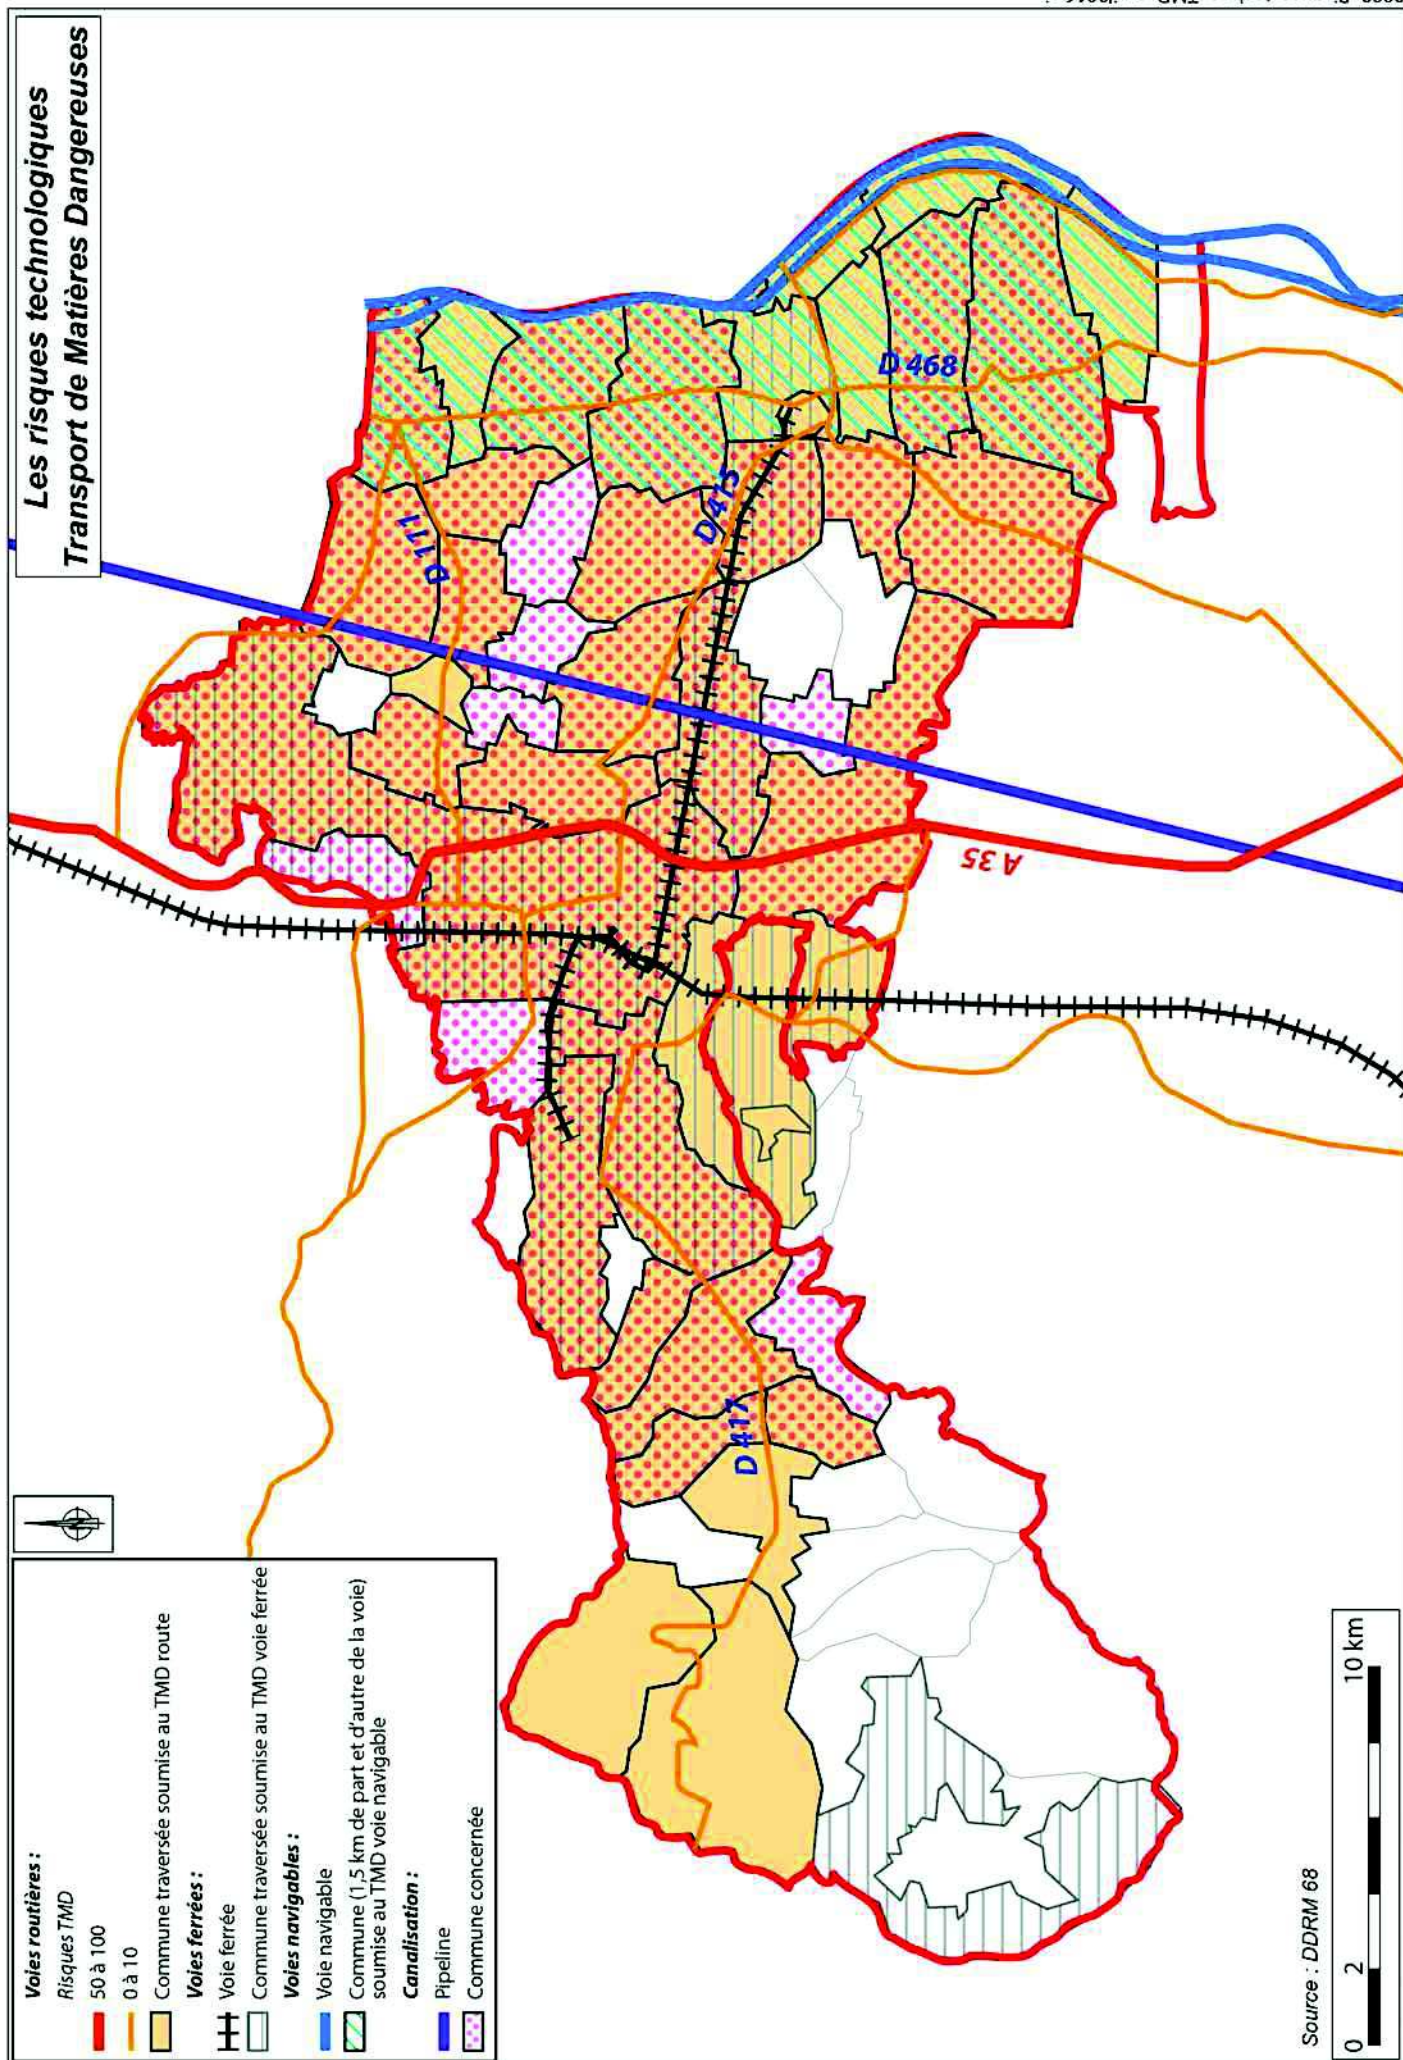 Les risques technologiques
Transport de Matières Dangereuses
Voies routières :
Risques TMD
50 à 100
0 à 10
Commune traversée soumise au TMD route
Voies ferrées :
Voie ferrée
Commune traversée soumise au TMD voie ferrée
Voies navigables :
Voie navigable
Commune (1,5 km de part et d'autre de la voie)
soumise au TMD voie navigable
Canalisation :
Pipeline
Commune concernée
D 111
D 415
D 468
A 35
D 417
Source : DDRM 68
0 2 10 km